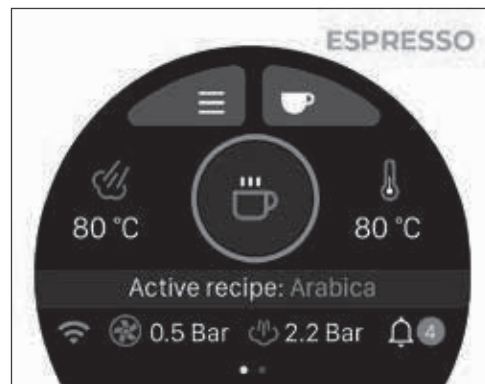 ESPRESSO
80 °C
80 °C
Active recipe: Arabica
0.5 Bar 2.2 Bar 4